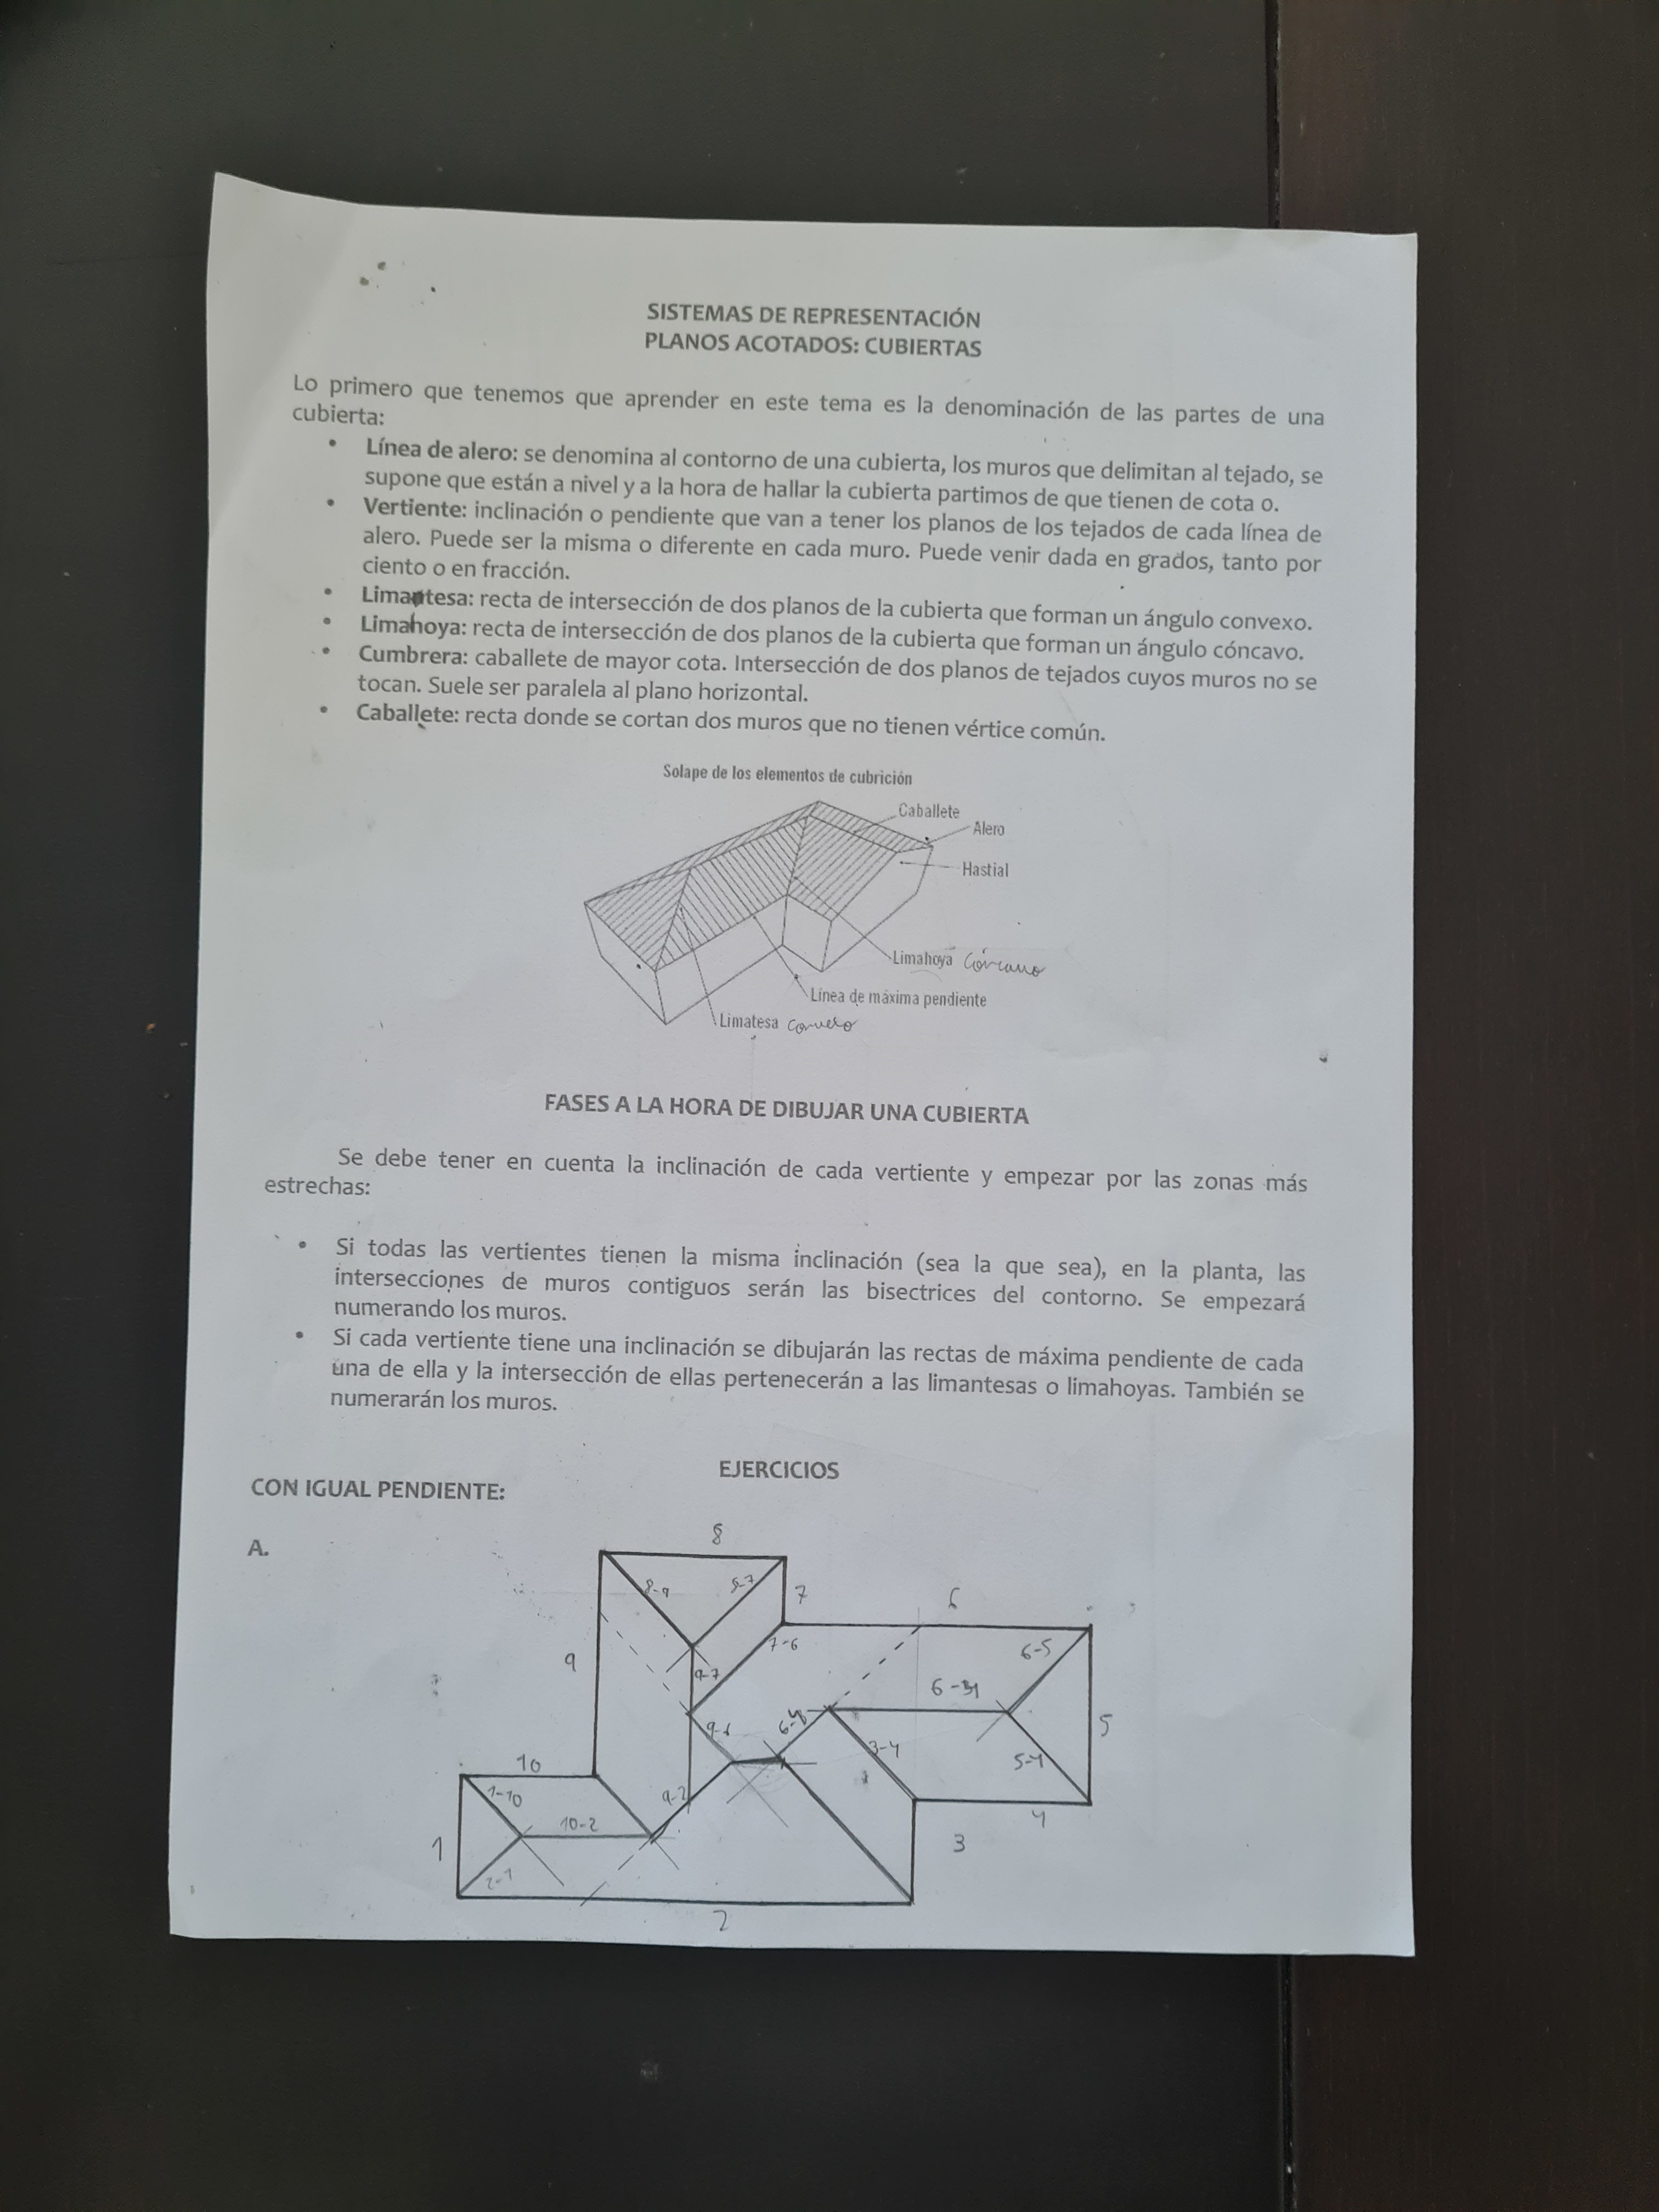 SISTEMAS DE REPRESENTACIÓN
PLANOS ACOTADOS: CUBIERTAS
Lo primero que tenemos que aprender en este tema es la denominación de las partes de una
cubierta:
• Línea de alero: se denomina al contorno de una cubierta, los muros que delimitan al tejado, se
supone que están a nivel y a la hora de hallar la cubierta partimos de que tienen de cota 0.
• Vertiente: inclinación o pendiente que van a tener los planos de los tejados de cada línea de
alero. Puede ser la misma o diferente en cada muro. Puede venir dada en grados, tanto por
ciento o en fracción.
• Limantesa: recta de intersección de dos planos de la cubierta que forman un ángulo convexo.
• Limahoya: recta de intersección de dos planos de la cubierta que forman un ángulo cóncavo.
• Cumbrera: caballete de mayor cota. Intersección de dos planos de tejados cuyos muros no se
tocan. Suele ser paralela al plano horizontal.
• Caballete: recta donde se cortan dos muros que no tienen vértice común.
Solape de los elementos de cubrición
Caballete
Alero
Hastial
Limahoya
Línea de máxima pendiente
Limatesa
FASES A LA HORA DE DIBUJAR UNA CUBIERTA
Se debe tener en cuenta la inclinación de cada vertiente y empezar por las zonas más
estrechas:
• Si todas las vertientes tienen la misma inclinación (sea la que sea), en la planta, las
intersecciones de muros contiguos serán las bisectrices del contorno. Se empezará
numerando los muros.
• Si cada vertiente tiene una inclinación se dibujarán las rectas de máxima pendiente de cada
una de ella y la intersección de ellas pertenecerán a las limantesas o limahoyas. También se
numerarán los muros.
EJERCICIOS
CON IGUAL PENDIENTE:
A.
8
8-9
7
6
7-6
6-5
9
9-7
5
3-4
5-4
10
1-10
9-2
10-2
4
1
3
2-1
2